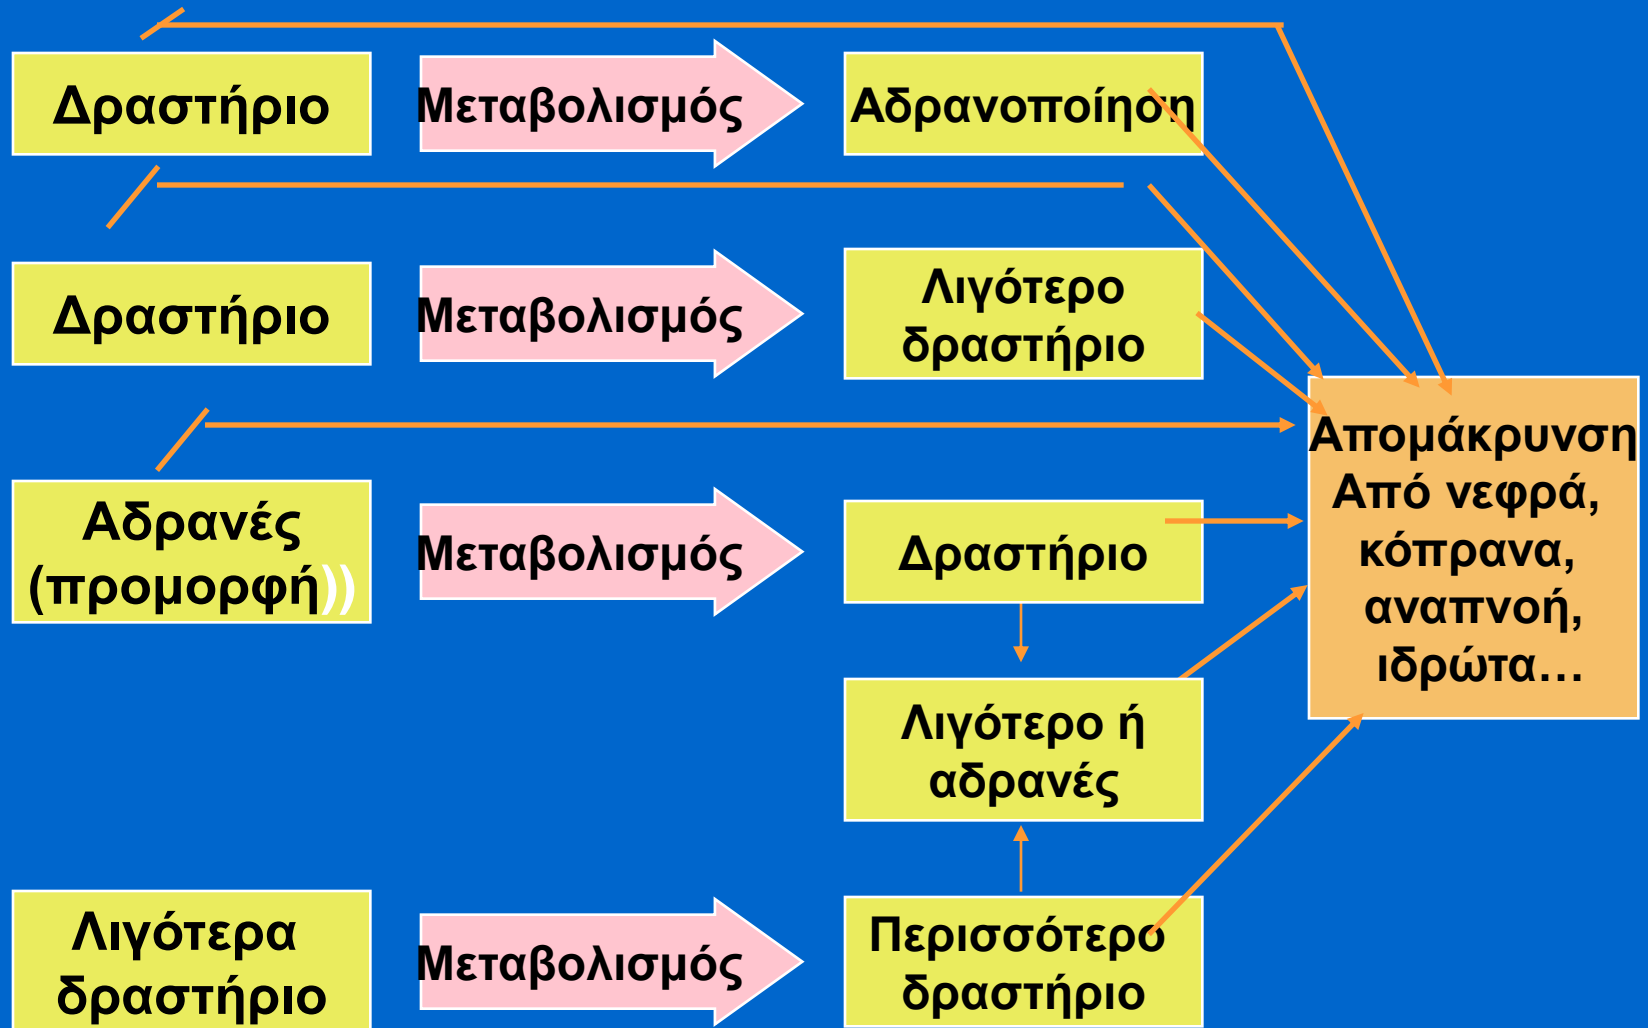 Δραστήριο
Μεταβολισμός
Αδρανοποίηση
Δραστήριο
Μεταβολισμός
Λιγότερο
δραστήριο
Αδρανές
(προμορφή))
Μεταβολισμός
Δραστήριο
Απομάκρυνση
Από νεφρά,
κόπρανα,
αναπνοή,
ιδρώτα…
Λιγότερο ή
αδρανές
Λιγότερα
δραστήριο
Μεταβολισμός
Περισσότερο
δραστήριο